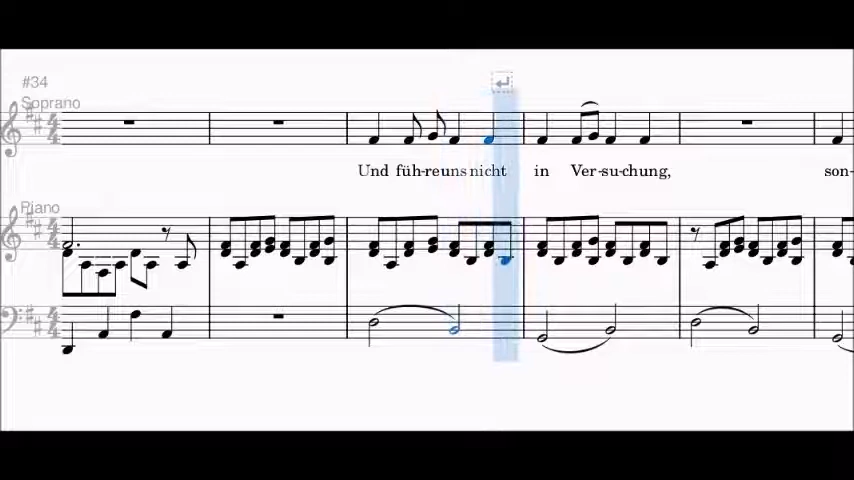 #34
Soprano
Und füh-reuns nicht in Ver-su-chung, son-
Piano